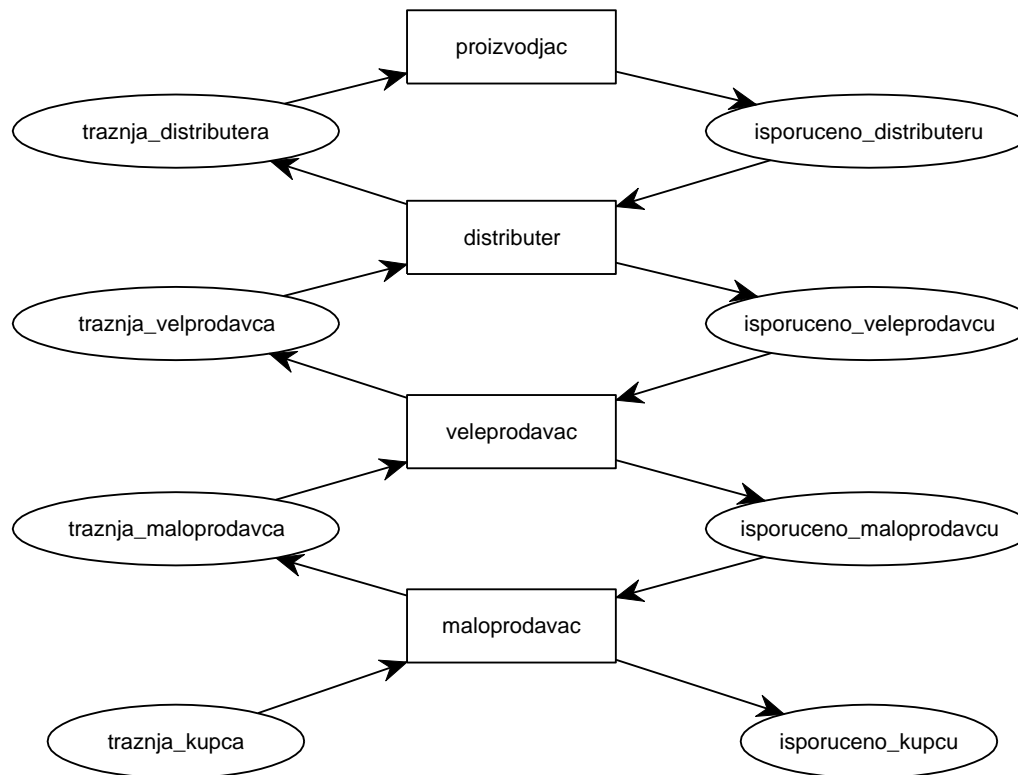 proizvodjac
traznja_distributera
isporuceno_distributeru
distributer
traznja_velprodavca
isporuceno_veleprodavcu
veleprodavac
traznja_maloprodavca
isporuceno_maloprodavcu
maloprodavac
traznja_kupca
isporuceno_kupcu